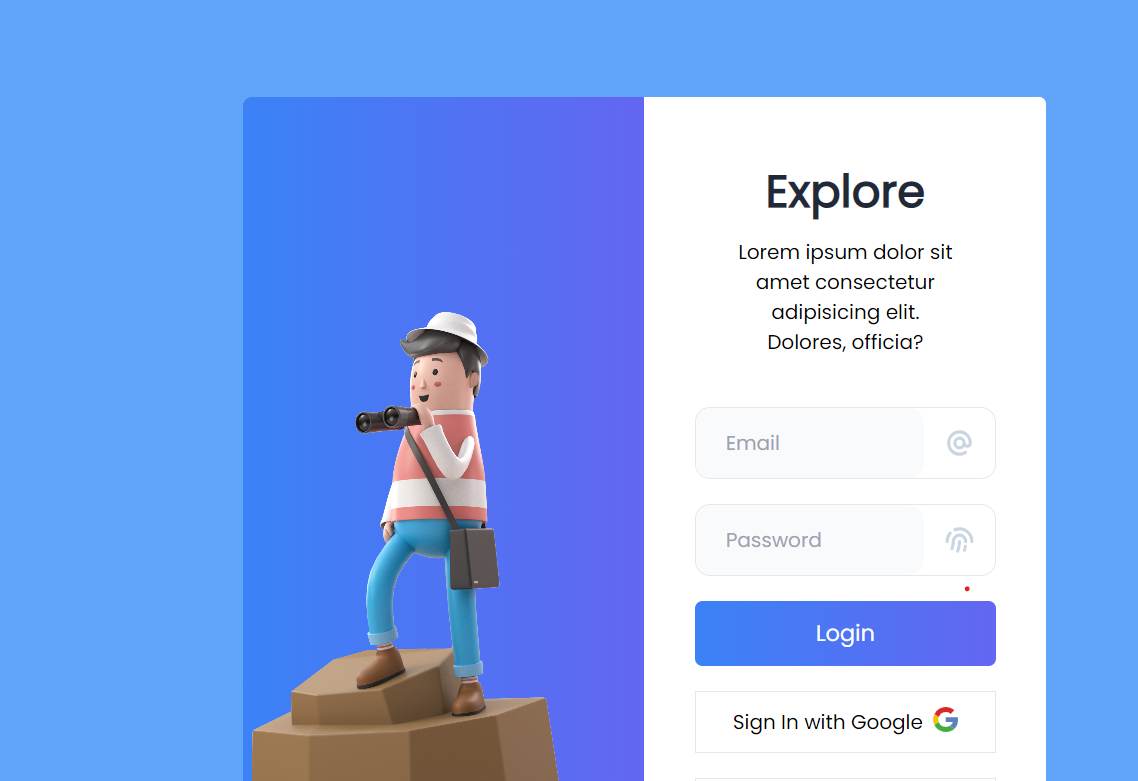 Explore
Lorem ipsum dolor sit
amet consectetur
adipisicing elit.
Dolores, officia?
Email
Password
Login
Sign In with Google